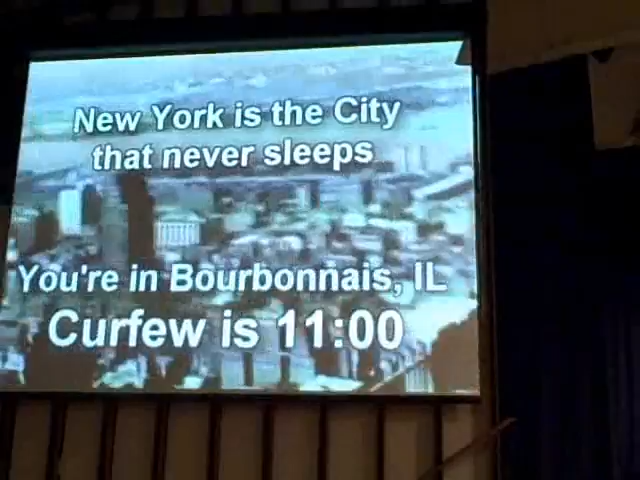 New York is the City
that never sleeps
You're in Bourbonnais, IL
Curfew is 11:00